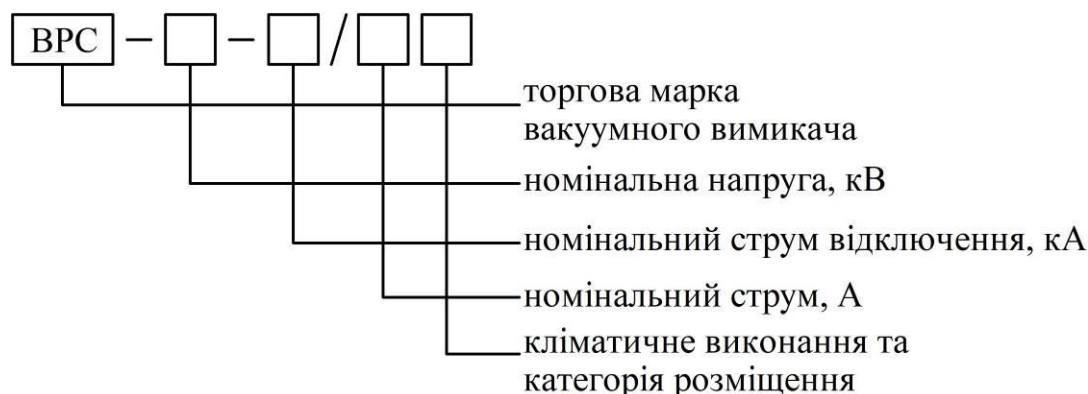 ВРС – □ – □ / □ □
торгова марка
вакуумного вимикача
номінальна напруга, кВ
номінальний струм відключення, кА
номінальний струм, А
кліматичне виконання та
категорія розміщення